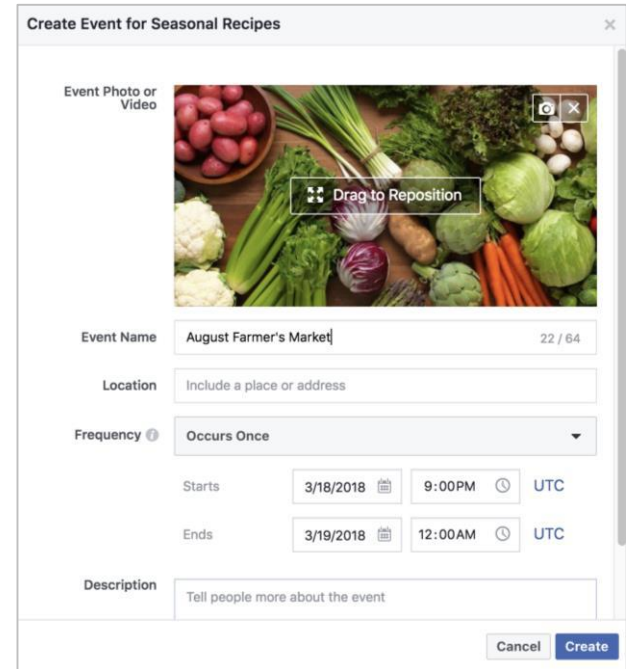 Create Event for Seasonal Recipes ×
Event Photo or
Video
Drag to Reposition
Event Name August Farmer's Market 22 / 64
Location Include a place or address
Frequency Occurs Once
Starts 3/18/2018 9:00PM UTC
Ends 3/19/2018 12:00AM UTC
Description Tell people more about the event
Cancel Create